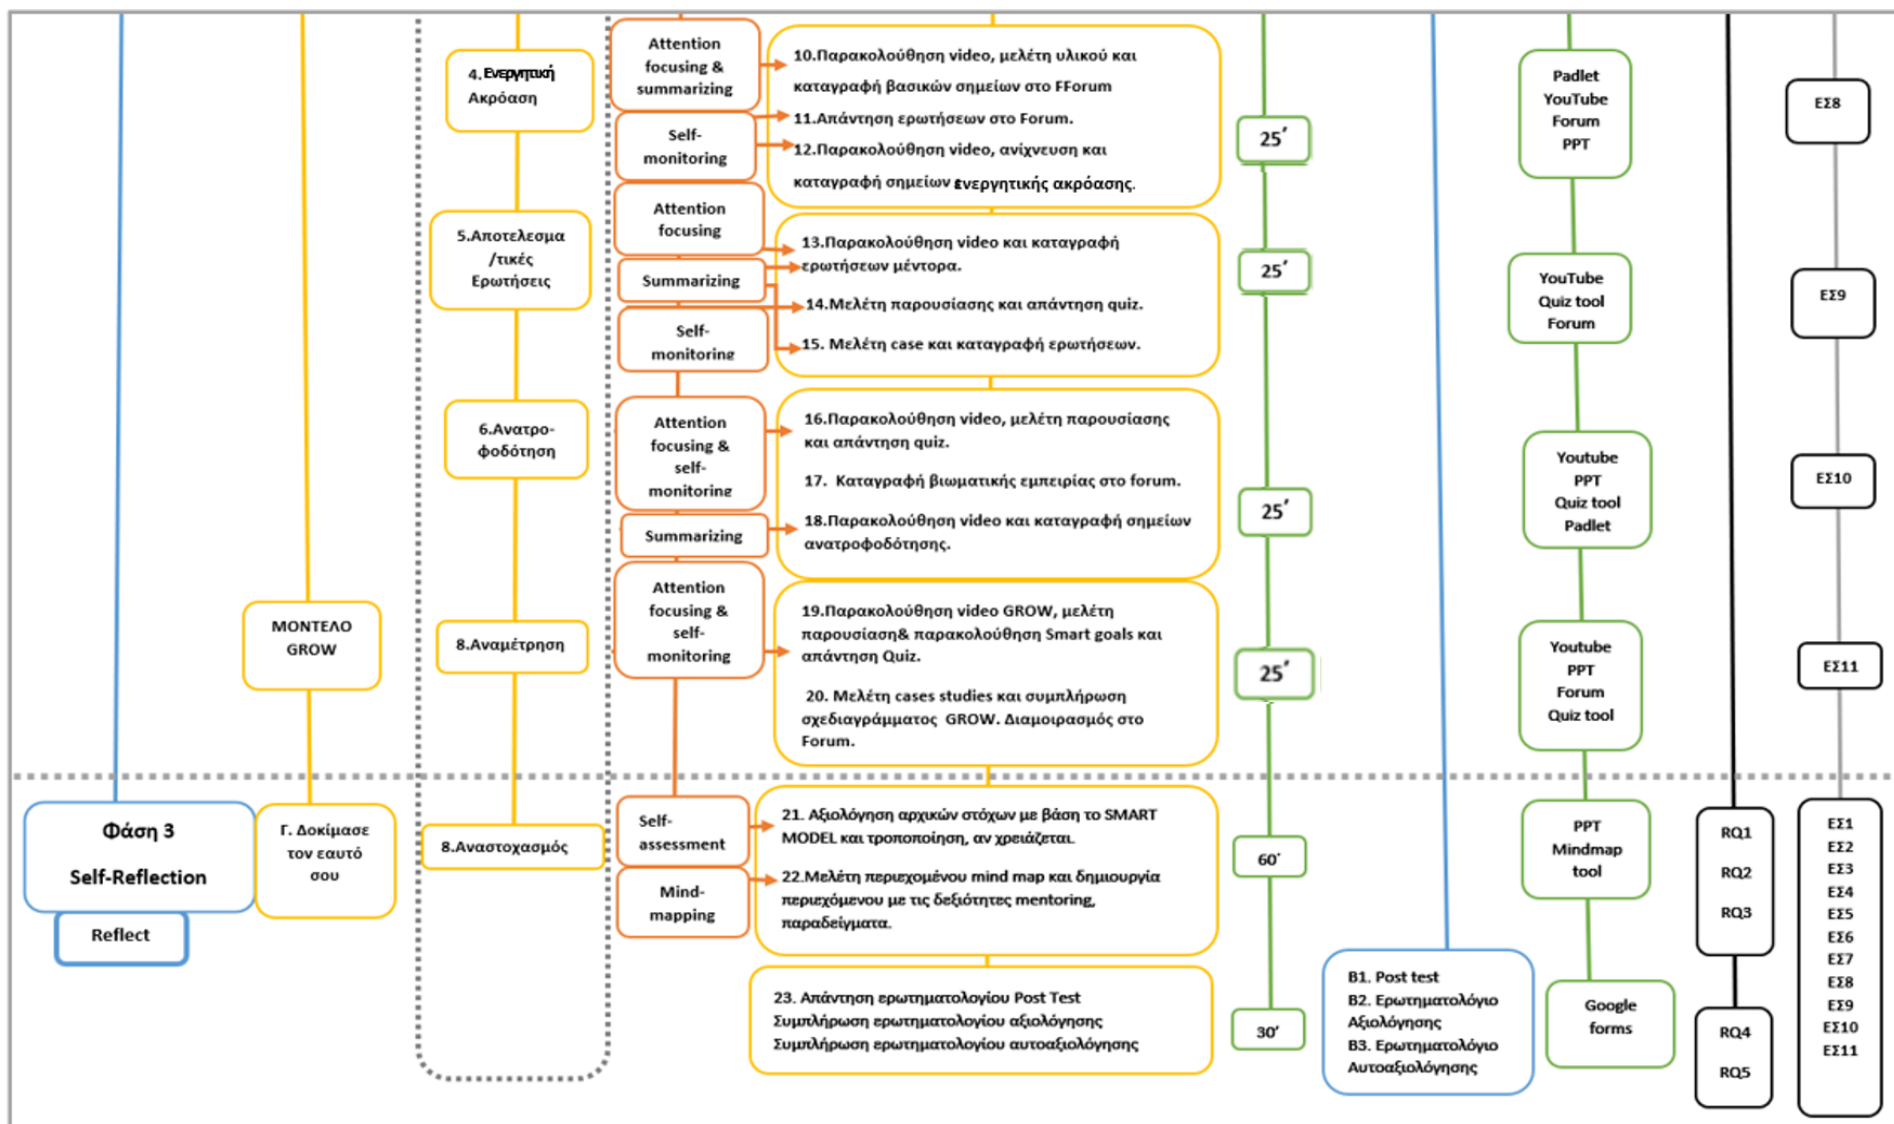 4.Ενεργητική
Ακρόαση
Attention
focusing &
summarizing
Self-
monitoring
10.Παρακολούθηση video, μελέτη υλικού και
καταγραφή βασικών σημείων στο FForum
11.Απάντηση ερωτήσεων στο Forum.
12.Παρακολούθηση video, ανίχνευση και
καταγραφή σημείων ενεργητικής ακρόασης.
25΄
Padlet
YouTube
Forum
PPT
ΕΣ8
5.Αποτελεσμα
/τικές
Ερωτήσεις
Attention
focusing
Summarizing
Self-
monitoring
13.Παρακολούθηση video και καταγραφή
ερωτήσεων μέντορα.
14.Μελέτη παρουσίασης και απάντηση quiz.
15. Μελέτη case και καταγραφή ερωτήσεων.
25΄
YouTube
Quiz tool
Forum
ΕΣ9
6.Ανατρο-
φοδότηση
Attention
focusing &
self-
monitoring
Summarizing
16.Παρακολούθηση video, μελέτη παρουσίασης
και απάντηση quiz.
17. Καταγραφή βιωματικής εμπειρίας στο forum.
18.Παρακολούθηση video και καταγραφή σημείων
ανατροφοδότησης.
25΄
Youtube
PPT
Quiz tool
Padlet
ΕΣ10
ΜΟΝΤΕΛΟ
GROW
8.Αναμέτρηση
Attention
focusing &
self-
monitoring
19.Παρακολούθηση video GROW, μελέτη
παρουσίαση& παρακολούθηση Smart goals και
απάντηση Quiz.
20. Μελέτη cases studies και συμπλήρωση
σχεδιαγράμματος GROW. Διαμοιρασμός στο
Forum.
25΄
Youtube
PPT
Forum
Quiz tool
ΕΣ11
Φάση 3
Self-Reflection
Reflect
Γ. Δοκίμασε
τον εαυτό
σου
8.Αναστοχασμός
Self-
assessment
Mind-
mapping
21. Αξιολόγηση αρχικών στόχων με βάση το SMART
MODEL και τροποποίηση, αν χρειάζεται.
22.Μελέτη περιεχομένου mind map και δημιουργία
περιεχόμενου με τις δεξιότητες mentoring,
παραδείγματα.
60΄
PPT
Mindmap
tool
RQ1
RQ2
RQ3
ΕΣ1
ΕΣ2
ΕΣ3
ΕΣ4
ΕΣ5
ΕΣ6
ΕΣ7
ΕΣ8
ΕΣ9
ΕΣ10
ΕΣ11
23. Απάντηση ερωτηματολογίου Post Test
Συμπλήρωση ερωτηματολογίου αξιολόγησης
Συμπλήρωση ερωτηματολογίου αυτοαξιολόγησης
30΄
Β1. Post test
Β2. Ερωτηματολόγιο
Αξιολόγησης
Β3. Ερωτηματολόγιο
Αυτοαξιολόγησης
Google
forms
RQ4
RQ5